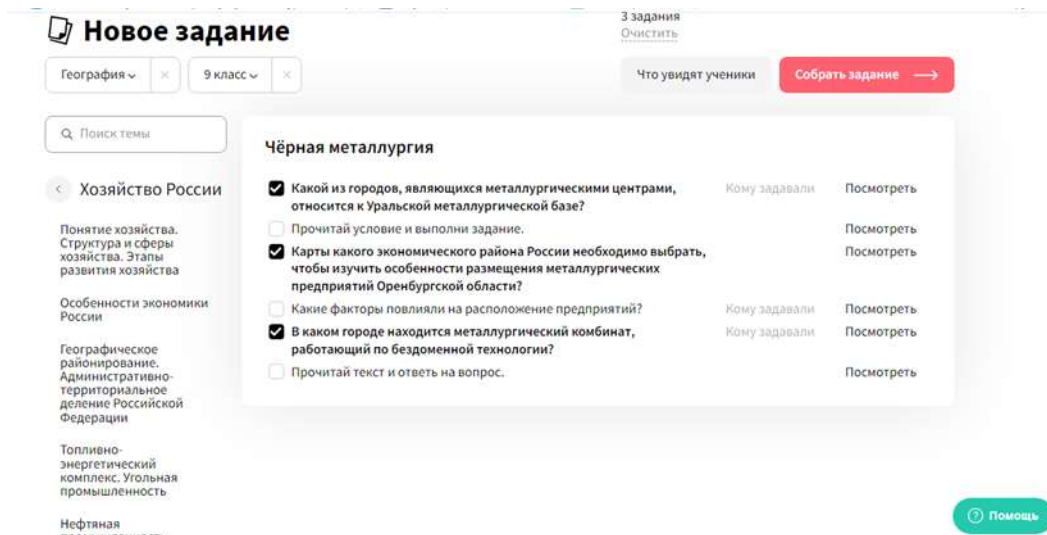 Новое задание
3 задания
Очистить
География
9 класс
Что увидят ученики
Собрать задание
Поиск темы
Хозяйство России
Понятие хозяйства.
Структура и сферы
хозяйства. Этапы
развития хозяйства
Особенности экономики
России
Географическое
районирование.
Административно-
территориальное
деление Российской
Федерации
Топливно-
энергетический
комплекс. Угольная
промышленность
Нефтяная
Чёрная металлургия
Какой из городов, являющихся металлургическими центрами, Кому задавали Посмотреть
относится к Уральской металлургической базе?
Прочитай условие и выполни задание. Посмотреть
Карты какого экономического района России необходимо выбрать, Посмотреть
чтобы изучить особенности размещения металлургических
предприятий Оренбургской области?
Какие факторы повлияли на расположение предприятий? Кому задавали Посмотреть
В каком городе находится металлургический комбинат, Кому задавали Посмотреть
работающий по бездоменной технологии?
Прочитай текст и ответь на вопрос. Посмотреть
Помощь